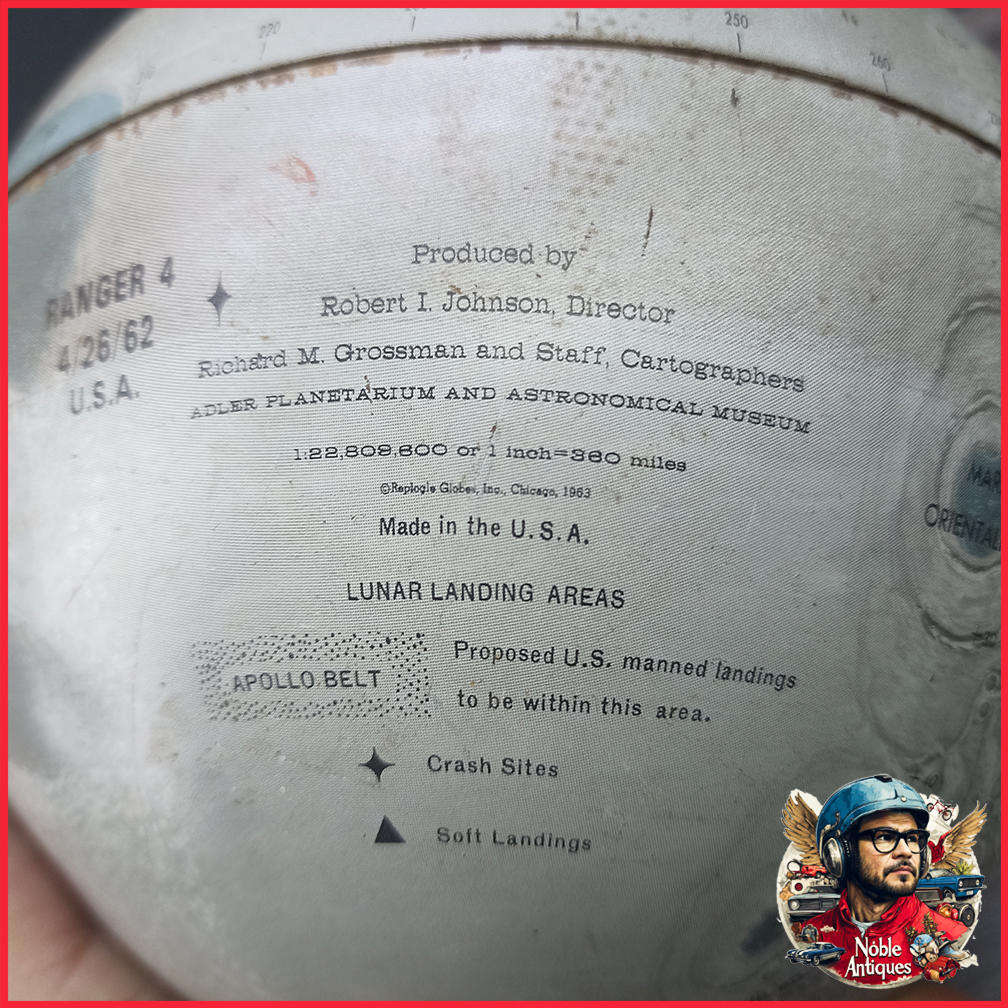 220
250
260
RANGER 4
4/26/62
U.S.A.
Produced by
Robert I. Johnson, Director
Richard M. Grossman and Staff, Cartographers
ADLER PLANETARIUM AND ASTRONOMICAL MUSEUM
1:22,809,600 or 1 inch=360 miles
©Replogle Globes, Inc., Chicago, 1963
Made in the U.S.A.
LUNAR LANDING AREAS
APOLLO BELT
Proposed U.S. manned landings
to be within this area.
Crash Sites
Soft Landings
ORIENTAL
Noble
Antiques